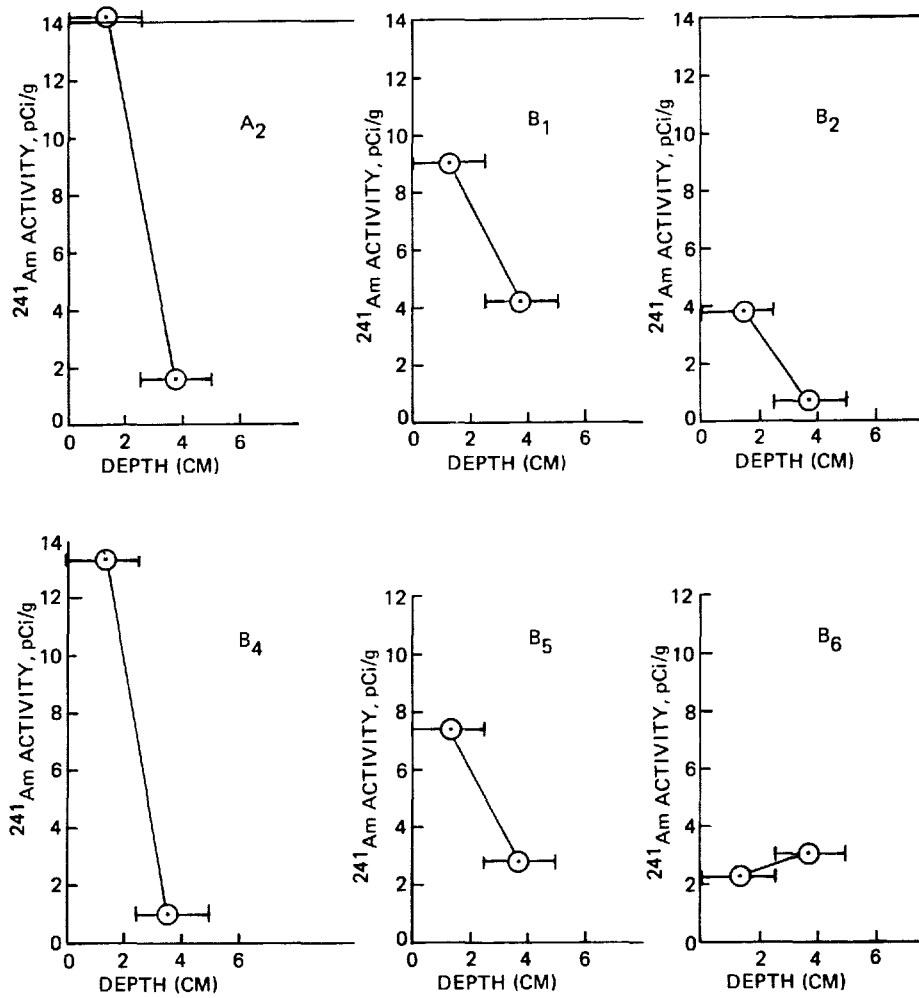 14
12
10
8
6
4
2
0
0 2 4 6
241Am ACTIVITY, pCi/g
DEPTH (CM)
A2
14
12
10
8
6
4
2
0
0 2 4 6
241Am ACTIVITY, pCi/g
DEPTH (CM)
B1
14
12
10
8
6
4
2
0
0 2 4 6
241Am ACTIVITY, pCi/g
DEPTH (CM)
B2
14
12
10
8
6
4
2
0
0 2 4 6
241Am ACTIVITY, pCi/g
DEPTH (CM)
B4
12
10
8
6
4
2
0
0 2 4 6
241Am ACTIVITY, pCi/g
DEPTH (CM)
B5
12
10
8
6
4
2
0
0 2 4 6
241Am ACTIVITY, pCi/g
DEPTH (CM)
B6